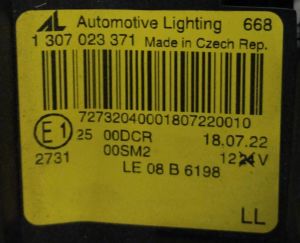 AL Automotive Lighting 668
1 307 023 371 Made in Czech Rep.
72732040001807220010
E1 25 00DCR 18.07.22
2731 00SM2 12 24 V
LE 08 B 6198
LL